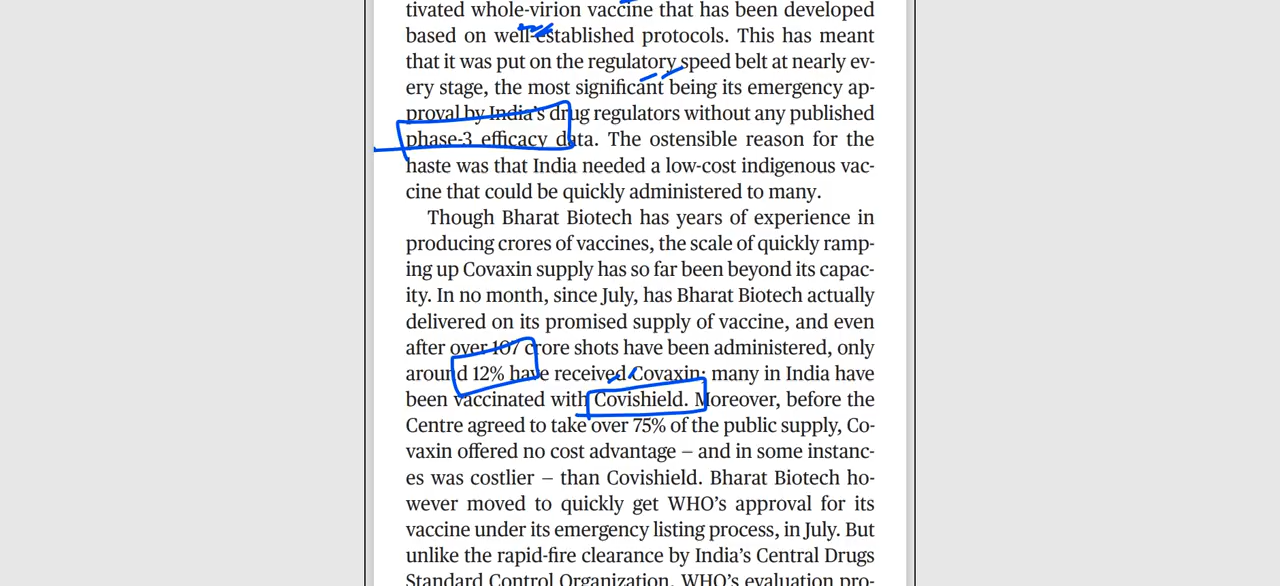 tivated whole-virion vaccine that has been developed
based on well-established protocols. This has meant
that it was put on the regulatory speed belt at nearly ev-
ery stage, the most significant being its emergency ap-
proval by India's drug regulators without any published
phase-3 efficacy data. The ostensible reason for the
haste was that India needed a low-cost indigenous vac-
cine that could be quickly administered to many.
Though Bharat Biotech has years of experience in
producing crores of vaccines, the scale of quickly ramp-
ing up Covaxin supply has so far been beyond its capac-
ity. In no month, since July, has Bharat Biotech actually
delivered on its promised supply of vaccine, and even
after over 107 crore shots have been administered, only
around 12% have received Covaxin; many in India have
been vaccinated with Covishield. Moreover, before the
Centre agreed to take over 75% of the public supply, Co-
vaxin offered no cost advantage – and in some instanc-
es was costlier – than Covishield. Bharat Biotech ho-
wever moved to quickly get WHO's approval for its
vaccine under its emergency listing process, in July. But
unlike the rapid-fire clearance by India's Central Drugs
Standard Control Organization, WHO's evaluation pro-